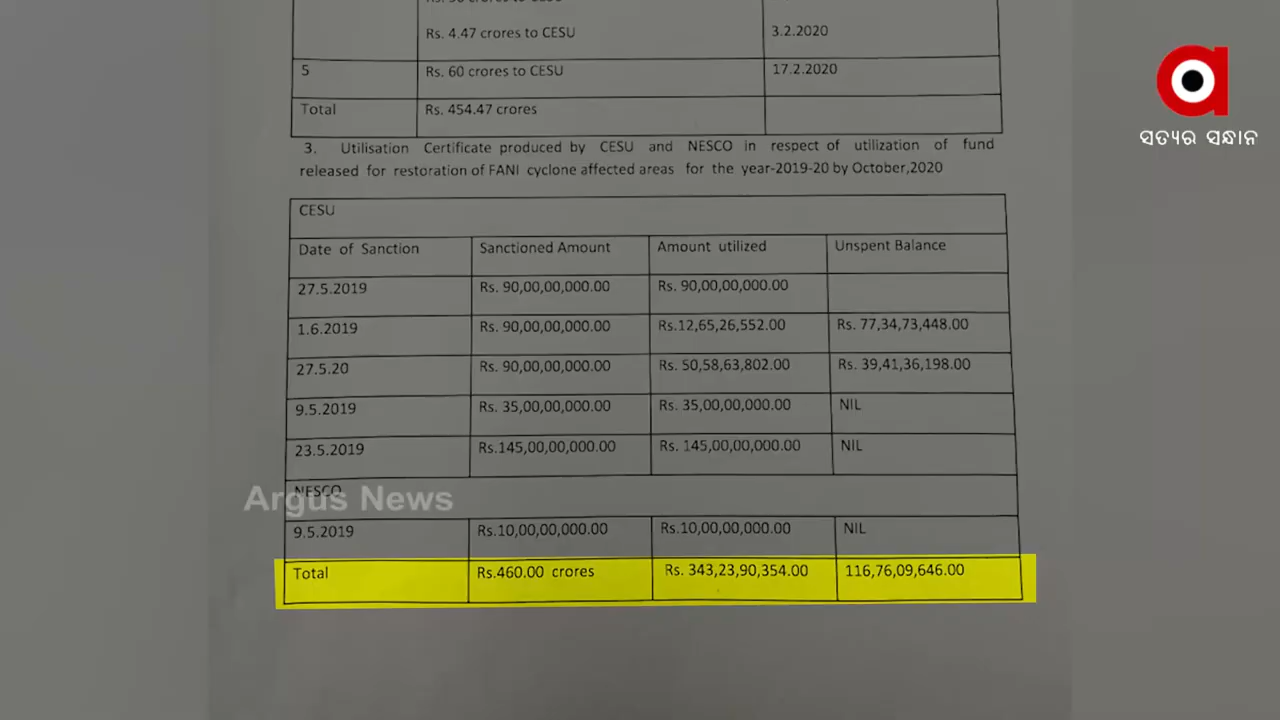 Rs. 4.47 crores to CESU 3.2.2020
5 Rs. 60 crores to CESU 17.2.2020
Total Rs. 454.47 crores
3. Utilisation Certificate produced by CESU and NESCO in respect of utilization of fund
released for restoration of FANI cyclone affected areas for the year-2019-20 by October,2020
CESU
Date of Sanction Sanctioned Amount Amount utilized Unspent Balance
27.5.2019 Rs. 90,00,00,000.00 Rs. 90,00,00,000.00
1.6.2019 Rs. 90,00,00,000.00 Rs.12,65,26,552.00 Rs. 77,34,73,448.00
27.5.20 Rs. 90,00,00,000.00 Rs. 50,58,63,802.00 Rs. 39,41,36,198.00
9.5.2019 Rs. 35,00,00,000.00 Rs. 35,00,00,000.00 NIL
23.5.2019 Rs.145,00,00,000.00 Rs. 145,00,00,000.00 NIL
NESCO
9.5.2019 Rs.10,00,00,000.00 Rs.10,00,00,000.00 NIL
Total Rs.460.00 crores Rs. 343,23,90,354.00 116,76,09,646.00
Argus News
a
ସତ୍ୟର ସନ୍ଧାନ